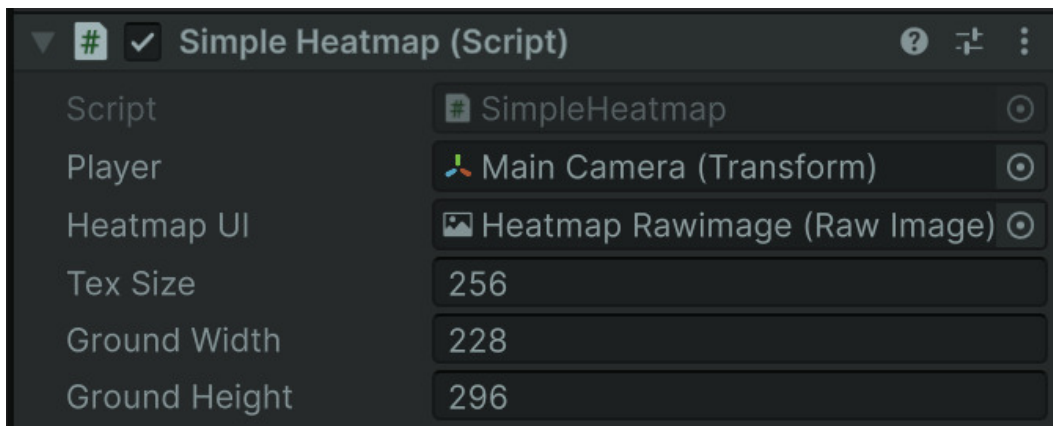 Simple Heatmap (Script)
Script # SimpleHeatmap
Player Main Camera (Transform)
Heatmap UI Heatmap Rawimage (Raw Image)
Tex Size 256
Ground Width 228
Ground Height 296